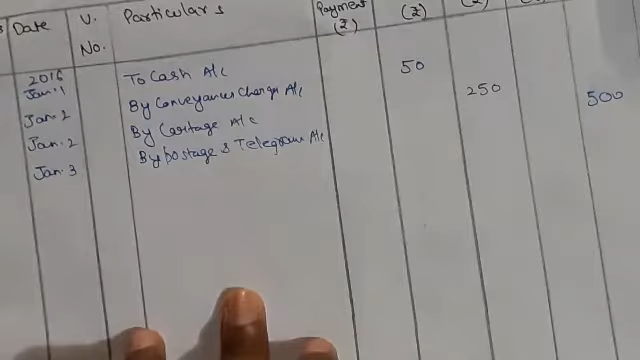 Date V. No. Particulars Payment (₹) (₹) (₹)
2016
Jan.1 To Cash A/c
Jan.2 By Conveyance Charge A/c 50
Jan.2 By Cartage A/c 250
Jan.3 By Postage & Telegram A/c 500